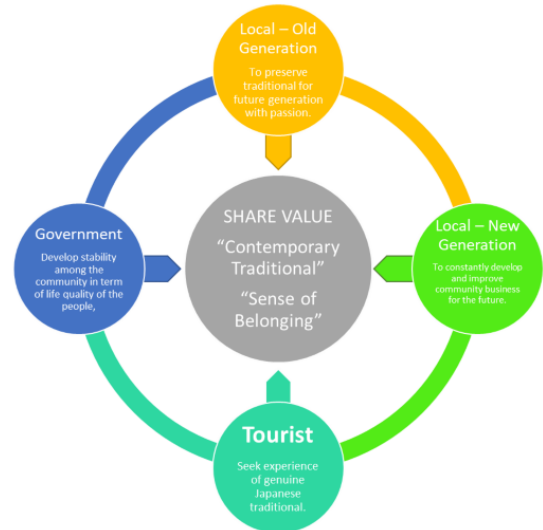 Local – Old
Generation
To preserve
traditional for
future generation
with passion.
Government
Develop stability
among the
community in term
of life quality of the
people,
SHARE VALUE
“Contemporary
Traditional”
“Sense of
Belonging”
Local – New
Generation
To constantly develop
and improve
community business
for the future.
Tourist
Seek experience
of genuine
Japanese
traditional.